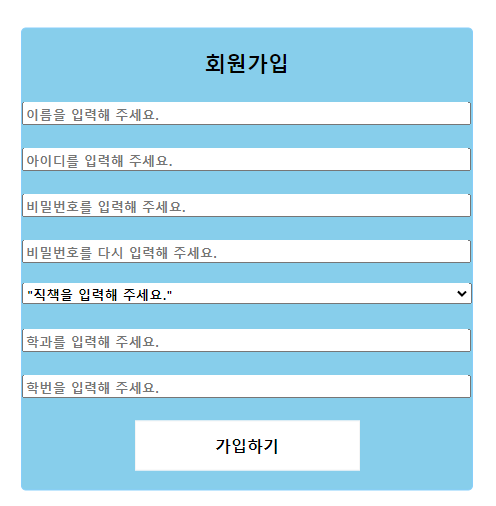 회원가입
이름을 입력해 주세요.
아이디를 입력해 주세요.
비밀번호를 입력해 주세요.
비밀번호를 다시 입력해 주세요.
"직책을 입력해 주세요."
학과를 입력해 주세요.
학번을 입력해 주세요.
가입하기